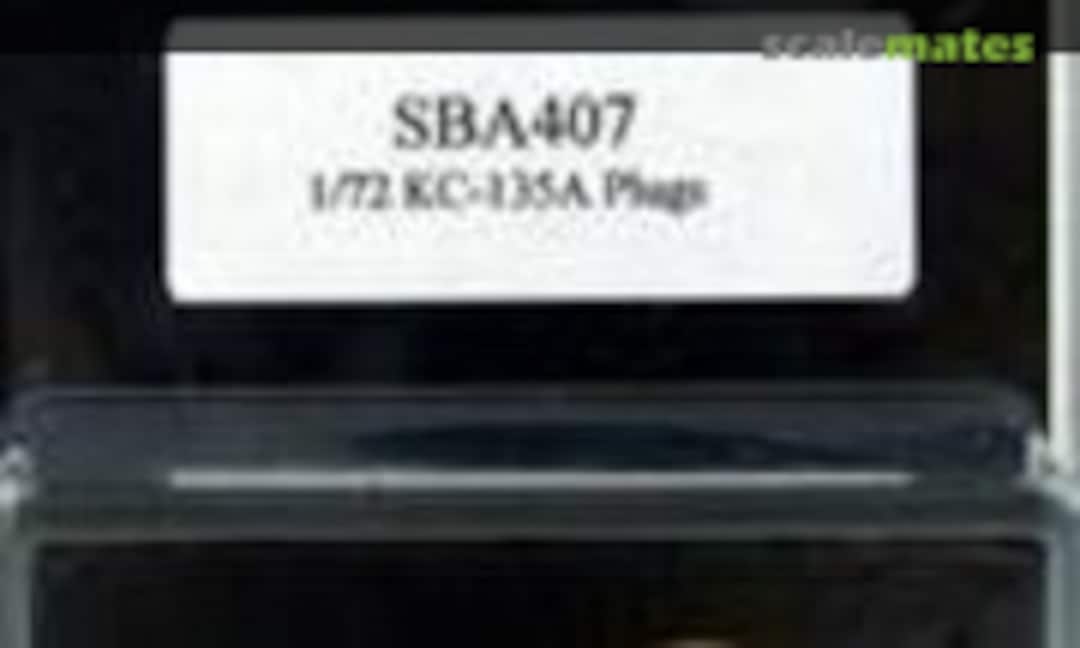 scalemates
SBA407
1/72 KC-135A Plugs